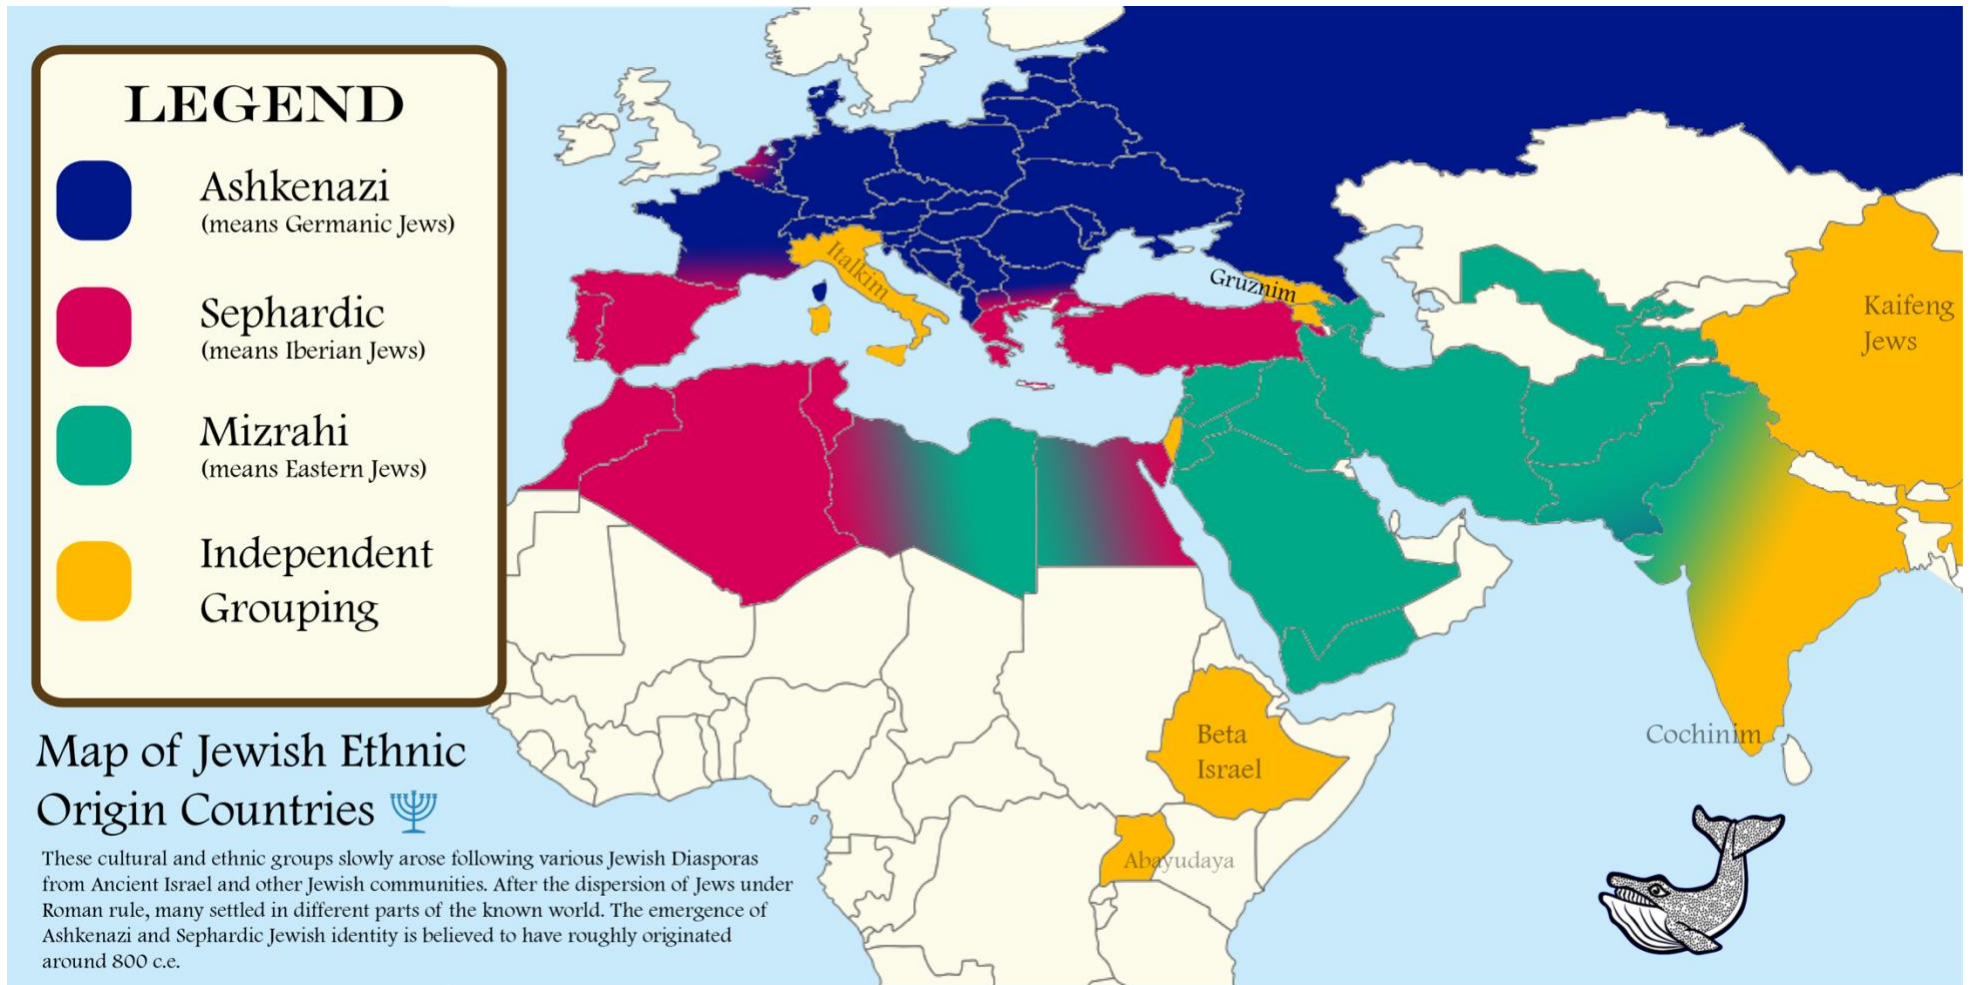 LEGEND
Ashkenazi
(means Germanic Jews)
Sephardic
(means Iberian Jews)
Mizrahi
(means Eastern Jews)
Independent
Grouping
Map of Jewish Ethnic
Origin Countries
These cultural and ethnic groups slowly arose following various Jewish Diasporas
from Ancient Israel and other Jewish communities. After the dispersion of Jews under
Roman rule, many settled in different parts of the known world. The emergence of
Ashkenazi and Sephardic Jewish identity is believed to have roughly originated
around 800 c.e.
Italkim
Gruznim
Kaifeng
Jews
Beta
Israel
Cochinim
Abayudaya